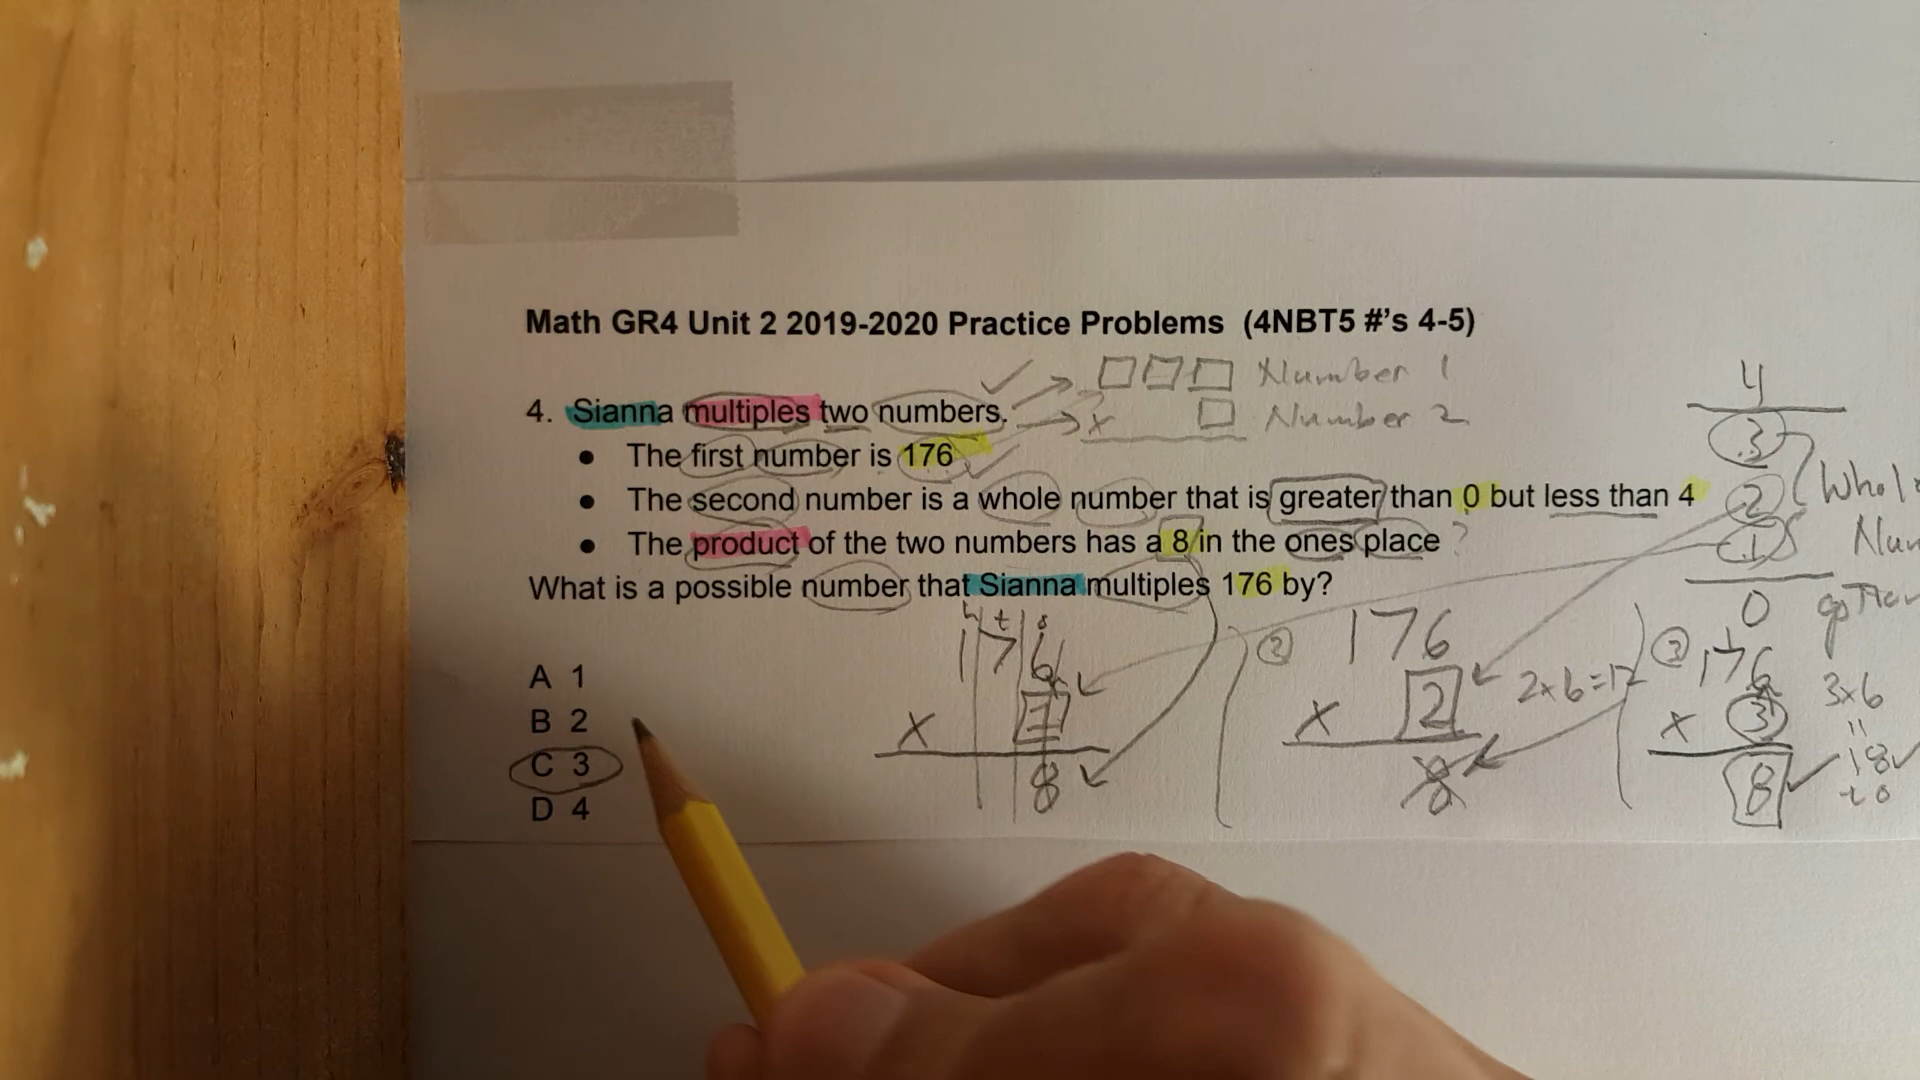 Math GR4 Unit 2 2019-2020 Practice Problems (4NBT5 #'s 4-5)
□□□ Number 1
4. Sianna multiples two numbers.
x □ Number 2
• The first number is 176
• The second number is a whole number that is greater than 0 but less than 4
• The product of the two numbers has a 8 in the ones place ?
What is a possible number that Sianna multiples 176 by?
4
3
2
1
0
A 1
B 2
C 3
D 4
h t o
176
x 1
8
② 176
x 2
8
2x6=12
176
x 3
8
3x6
"
18